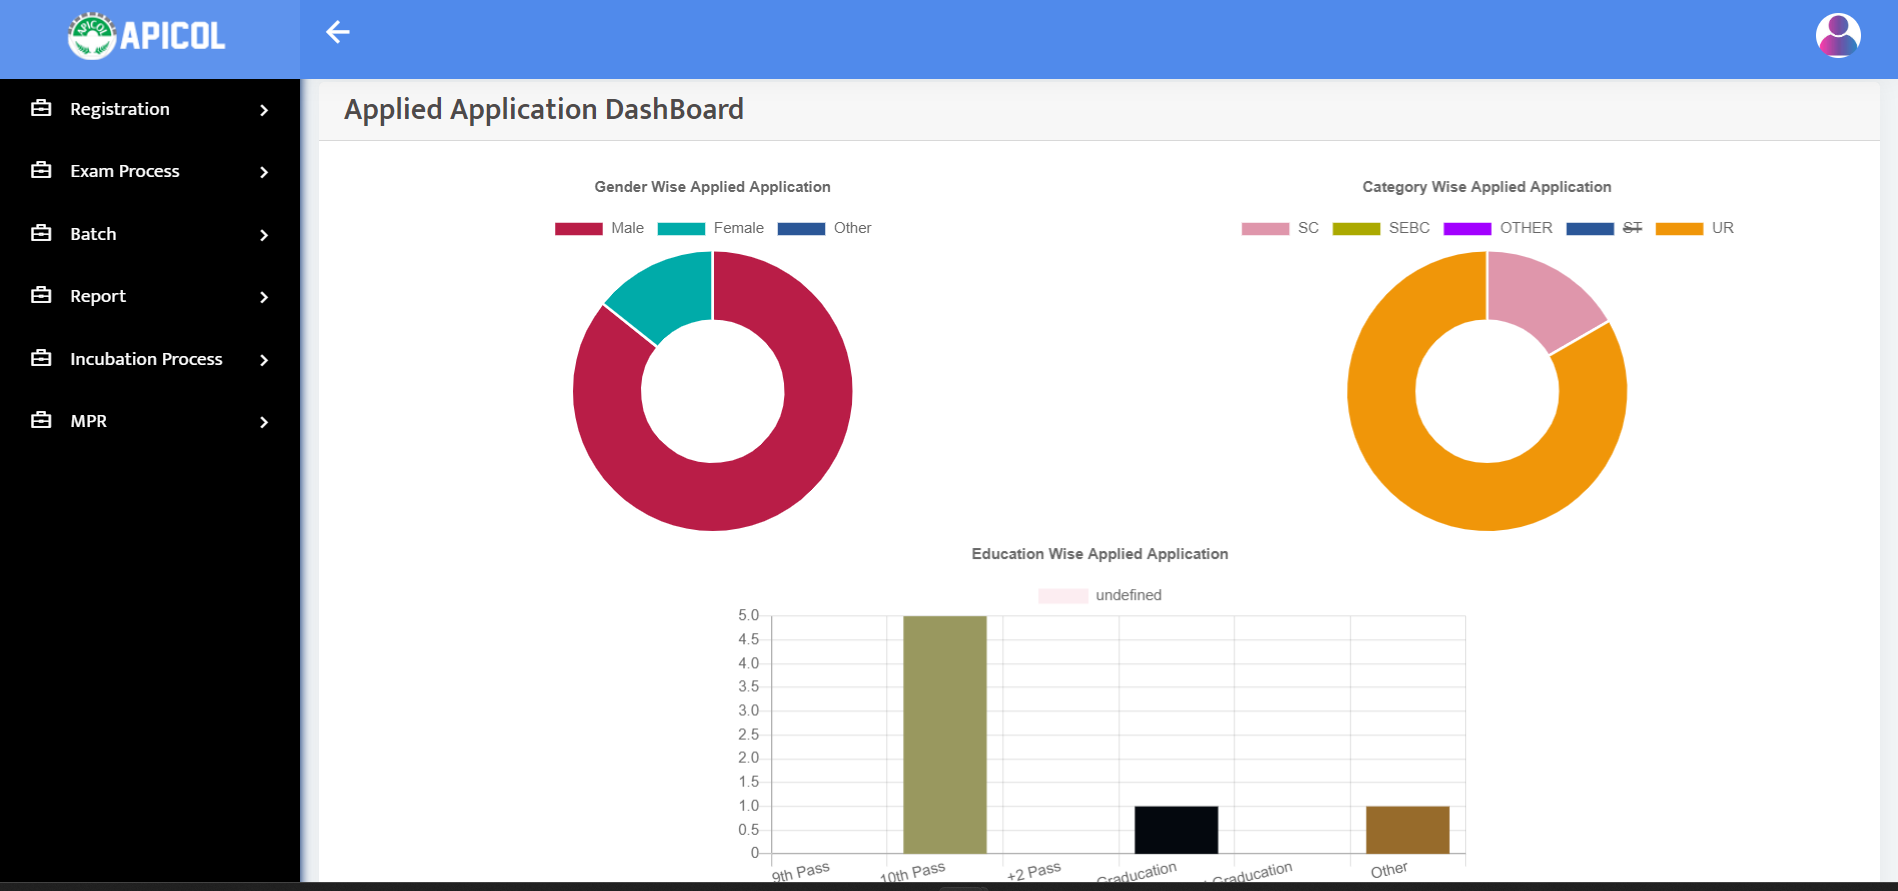 APICOL
APICOL
Registration
Exam Process
Batch
Report
Incubation Process
MPR
Applied Application DashBoard
Gender Wise Applied Application
Male Female Other
Category Wise Applied Application
SC SEBC OTHER ST UR
Education Wise Applied Application
undefined
5.0
4.5
4.0
3.5
3.0
2.5
2.0
1.5
1.0
0.5
0
9th Pass 10th Pass +2 Pass Graducation Graducation Other